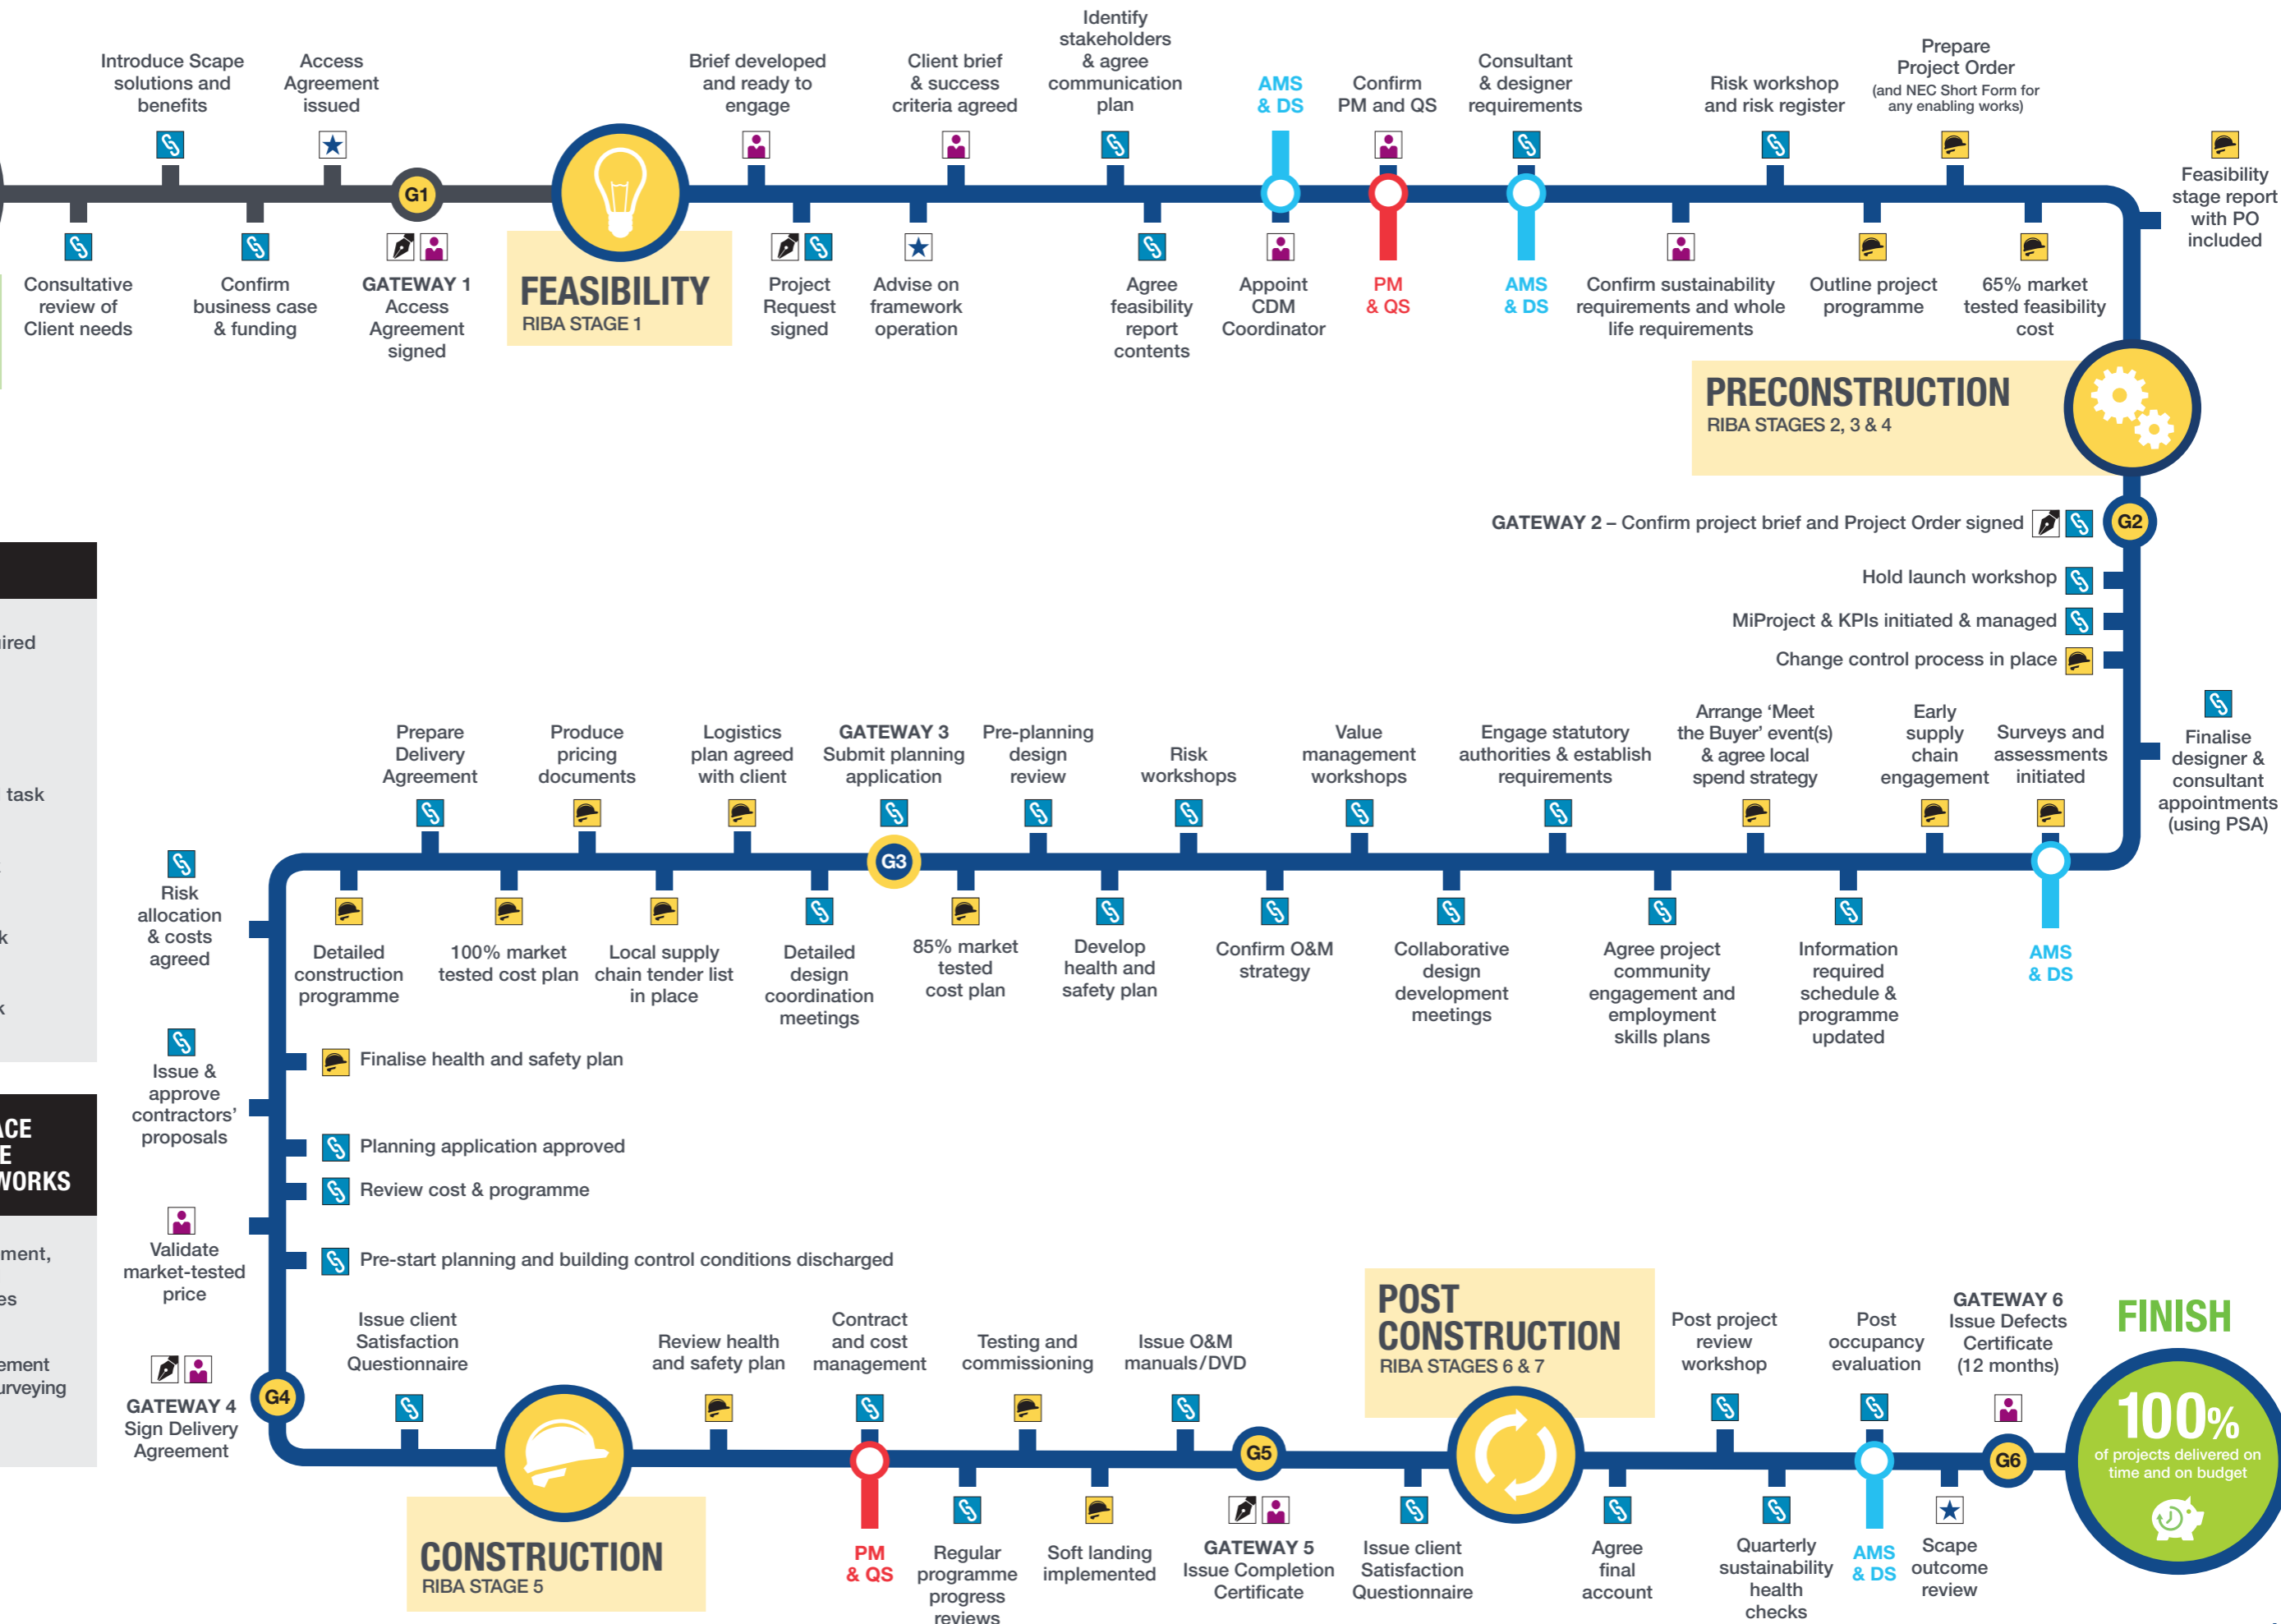 Introduce Scape
solutions and
benefits
Access
Agreement
issued
Brief developed
and ready to
engage
Client brief
& success
criteria agreed
Identify
stakeholders
& agree
communication
plan
AMS
& DS
Confirm
PM and QS
Consultant
& designer
requirements
Risk workshop
and risk register
Prepare
Project Order
(and NEC Short Form for
any enabling works)
Feasibility
stage report
with PO
included
G1
Consultative
review of
Client needs
Confirm
business case
& funding
GATEWAY 1
Access
Agreement
signed
FEASIBILITY
RIBA STAGE 1
Project
Request
signed
Advise on
framework
operation
Agree
feasibility
report
contents
Appoint
CDM
Coordinator
PM
& QS
AMS
& DS
Confirm sustainability
requirements and whole
life requirements
Outline project
programme
65% market
tested feasibility
cost
PRECONSTRUCTION
RIBA STAGES 2, 3 & 4
GATEWAY 2 – Confirm project brief and Project Order signed
G2
Hold launch workshop
MiProject & KPIs initiated & managed
Change control process in place
Finalise
designer &
consultant
appointments
(using PSA)
Surveys and
assessments
initiated
Early
supply
chain
engagement
Arrange ‘Meet
the Buyer’ event(s)
& agree local
spend strategy
Engage statutory
authorities & establish
requirements
Value
management
workshops
Risk
workshops
Pre-planning
design
review
GATEWAY 3
Submit planning
application
Logistics
plan agreed
with client
Produce
pricing
documents
Prepare
Delivery
Agreement
G3
AMS
& DS
Information
required
schedule &
programme
updated
Agree project
community
engagement and
employment
skills plans
Collaborative
design
development
meetings
Confirm O&M
strategy
Develop
health and
safety plan
85% market
tested
cost plan
Detailed
design
coordination
meetings
Local supply
chain tender list
in place
100% market
tested cost plan
Detailed
construction
programme
Risk
allocation
& costs
agreed
Finalise health and safety plan
Issue &
approve
contractors’
proposals
Planning application approved
Review cost & programme
Validate
market-tested
price
Pre-start planning and building control conditions discharged
GATEWAY 4
Sign Delivery
Agreement
G4
Issue client
Satisfaction
Questionnaire
CONSTRUCTION
RIBA STAGE 5
Review health
and safety plan
Contract
and cost
management
Testing and
commissioning
Issue O&M
manuals/DVD
PM
& QS
Regular
programme
progress
reviews
Soft landing
implemented
G5
GATEWAY 5
Issue Completion
Certificate
Issue client
Satisfaction
Questionnaire
POST
CONSTRUCTION
RIBA STAGES 6 & 7
Agree
final
account
Post project
review
workshop
Quarterly
sustainability
health
checks
Post
occupancy
evaluation
AMS
& DS
Scape
outcome
review
GATEWAY 6
Issue Defects
Certificate
(12 months)
G6
FINISH
100%
of projects delivered on
time and on budget
task
WORKS